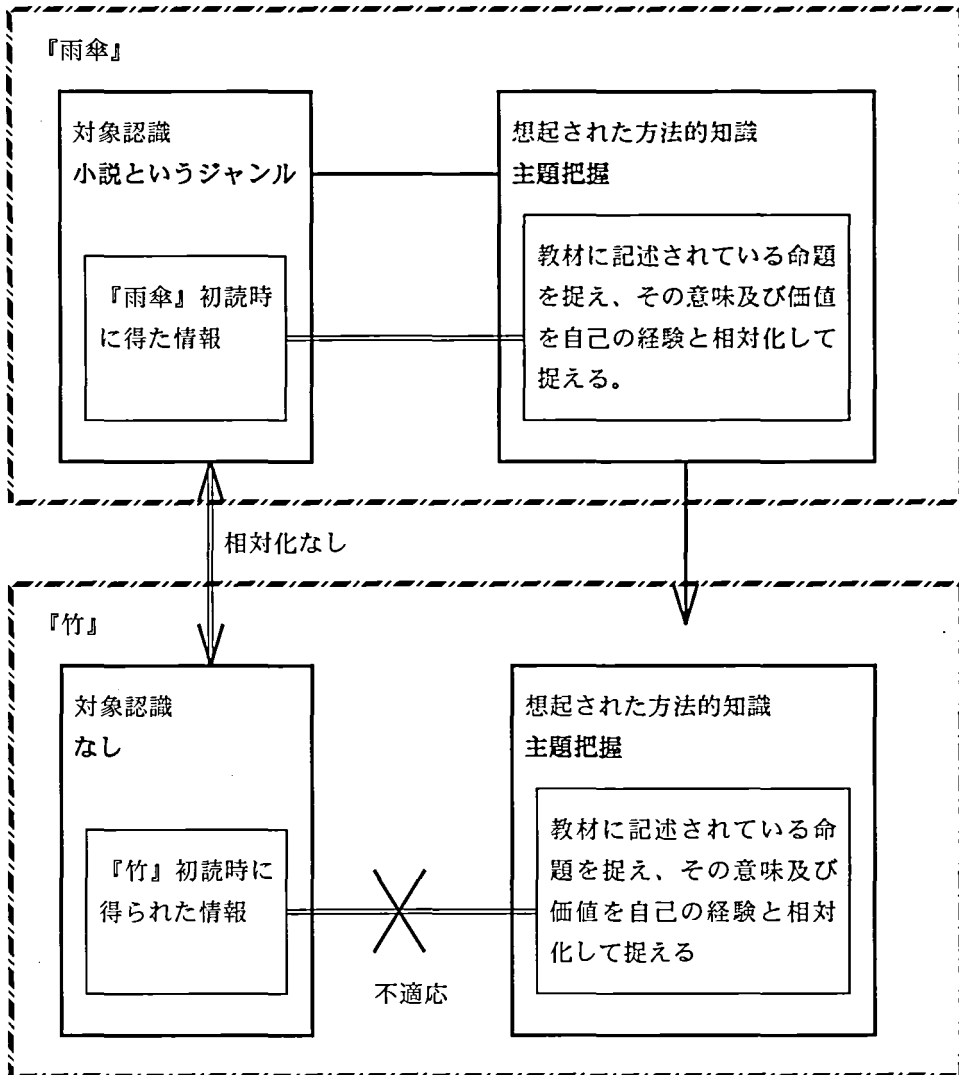 『雨傘』
対象認識
小説というジャンル
『雨傘』初読時
に得た情報
想起された方法的知識
主題把握
教材に記述されている命題
を捉え、その意味及び価値
を自己の経験と相対化して
捉える。
相対化なし
『竹』
対象認識
なし
『竹』初読時に
得られた情報
不適応
想起された方法的知識
主題把握
教材に記述されている命
題を捉え、その意味及び
価値を自己の経験と相対
化して捉える